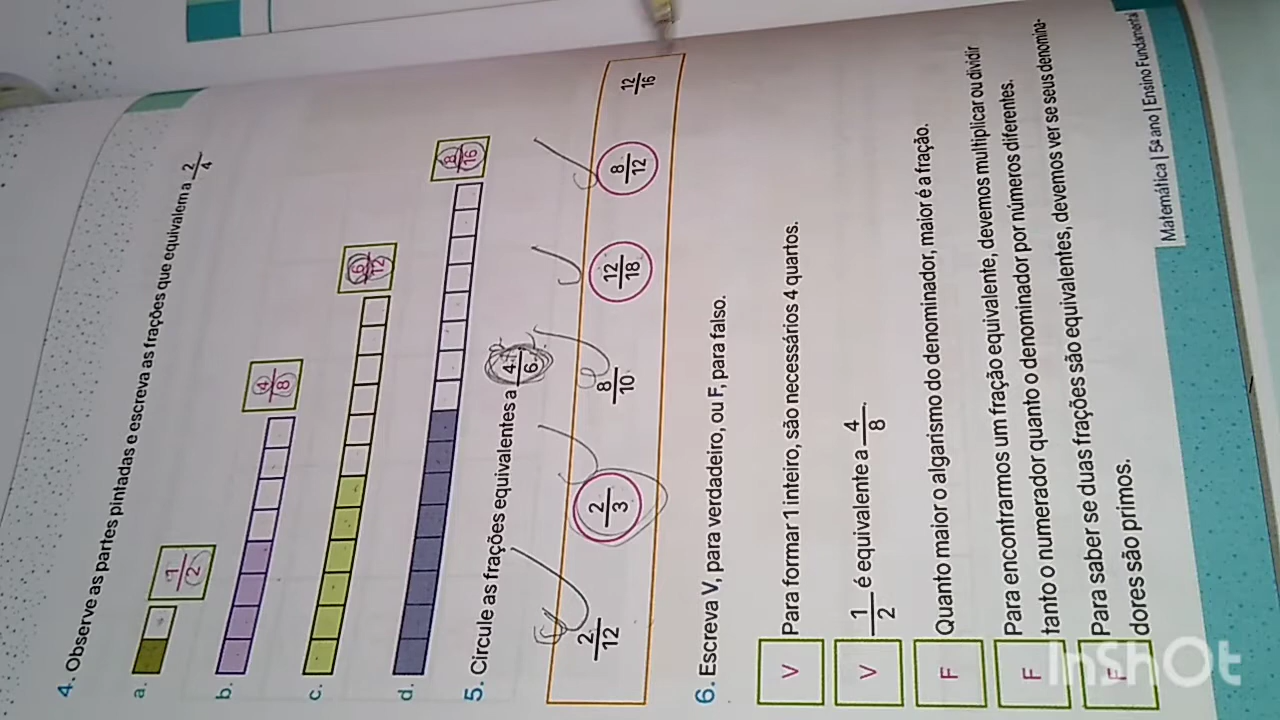 4. Observe as partes pintadas e escreva as frações que equivalem a 2/4
a. 1/2
b. 4/8
c. 6/12
d. 8/16
5. Circule as frações equivalentes a 4/6.
2/12 2/3 8/10 12/18 8/12 12/16
6. Escreva V, para verdadeiro, ou F, para falso.
V Para formar 1 inteiro, são necessários 4 quartos.
V 1/2 é equivalente a 4/8.
F Quanto maior o algarismo do denominador, maior é a fração.
F Para encontrarmos um fração equivalente, devemos multiplicar ou dividir
tanto o numerador quanto o denominador por números diferentes.
F Para saber se duas frações são equivalentes, devemos ver se seus denomina-
dores são primos.
Matemática | 5º ano | Ensino Fundamental
InShOt